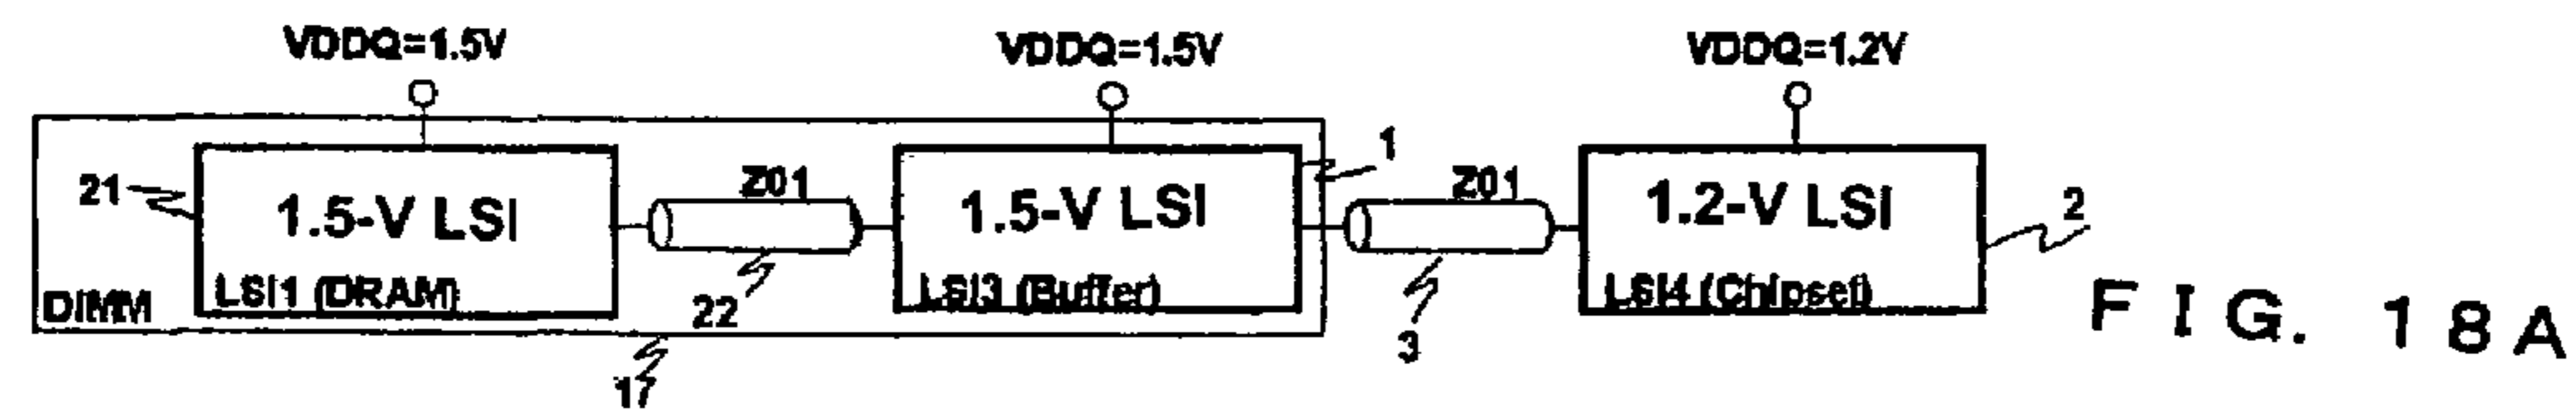 VDDQ=1.5V
VDDQ=1.5V
VDDQ=1.2V
21
1.5-V LSI
LSI1 (DRAM)
DIMM
Z01
22
17
1
1.5-V LSI
LSI3 (Buffer)
Z01
3
1.2-V LSI
LSI4 (Chipset)
2
FIG. 18A